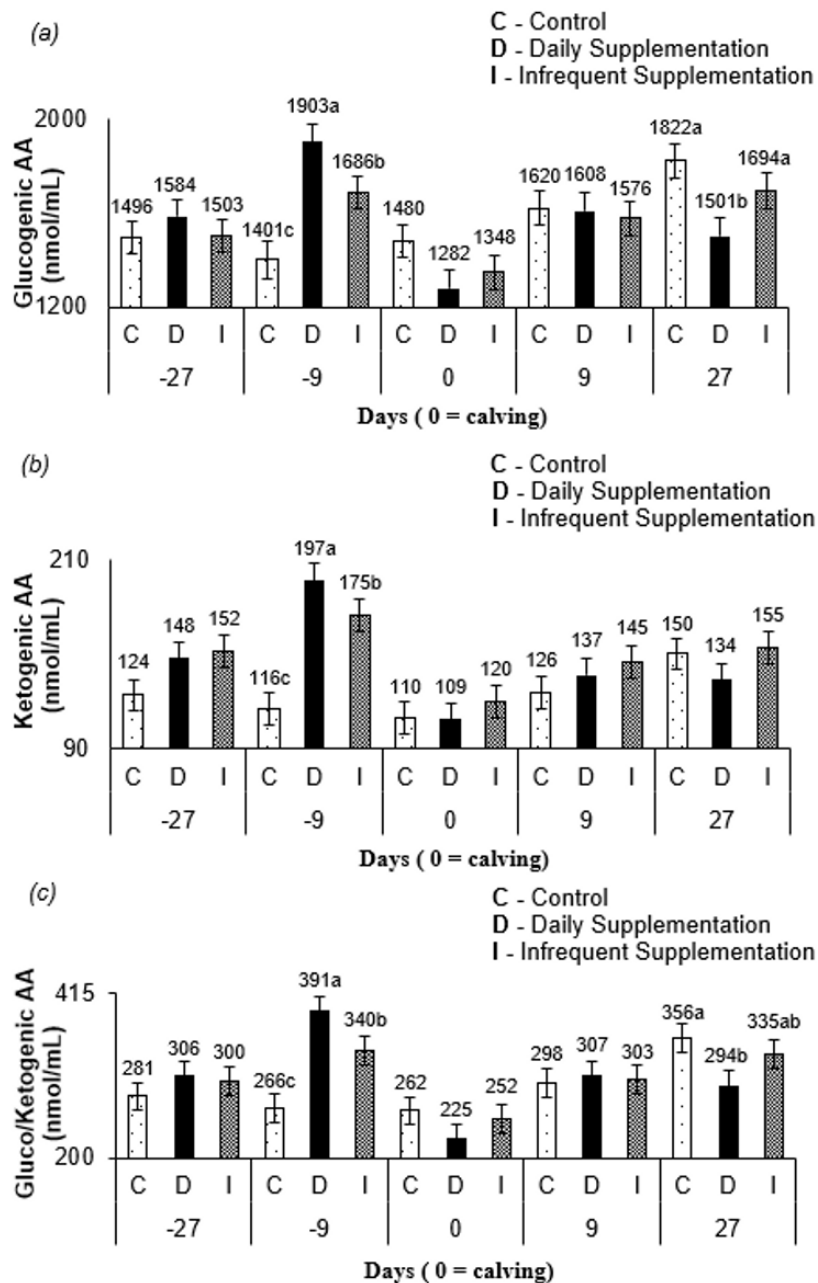 (a)
C - Control
D - Daily Supplementation
I - Infrequent Supplementation
Glucogenic AA
(nmol/mL)
2000
1200
1496
1584
1503
1401c
1903a
1686b
1480
1282
1348
1620
1608
1576
1822a
1501b
1694a
C D I C D I C D I C D I C D I
-27 -9 0 9 27
Days ( 0 = calving)
(b)
C - Control
D - Daily Supplementation
I - Infrequent Supplementation
Ketogenic AA
(nmol/mL)
210
90
124
148
152
116c
197a
175b
110
109
120
126
137
145
150
134
155
C D I C D I C D I C D I C D I
-27 -9 0 9 27
Days ( 0 = calving)
(c)
C - Control
D - Daily Supplementation
I - Infrequent Supplementation
Gluco/Ketogenic AA
(nmol/mL)
415
200
281
306
300
266c
391a
340b
262
225
252
298
307
303
356a
294b
335ab
C D I C D I C D I C D I C D I
-27 -9 0 9 27
Days ( 0 = calving)